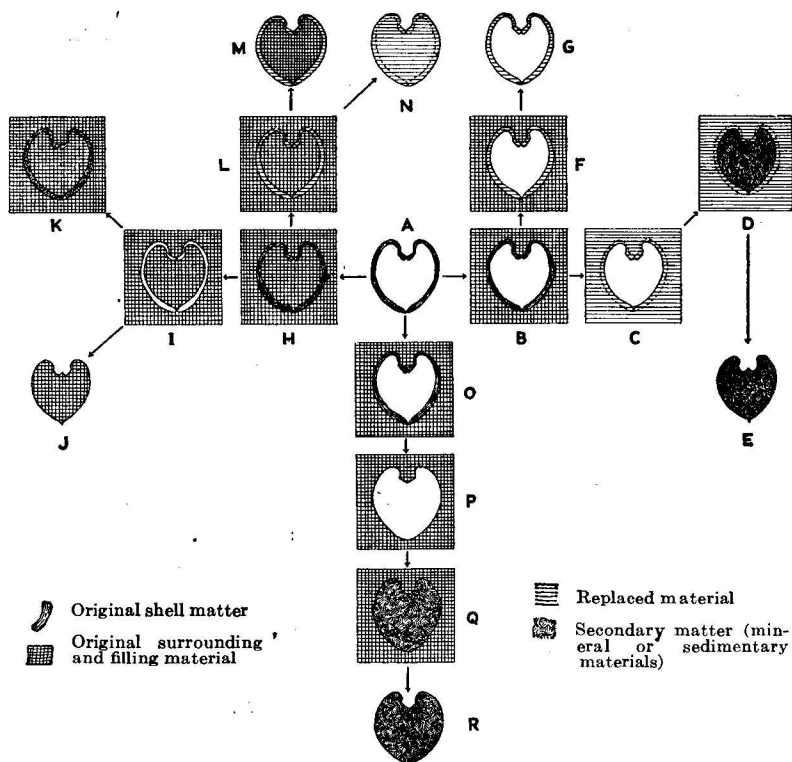 M
N
G
K
L
F
D
A
I
H
B
C
J
O
E
P
Q
R
Original shell matter
Original surrounding
and filling material
Replaced material
Secondary matter (min-
eral or sedimentary
materials)